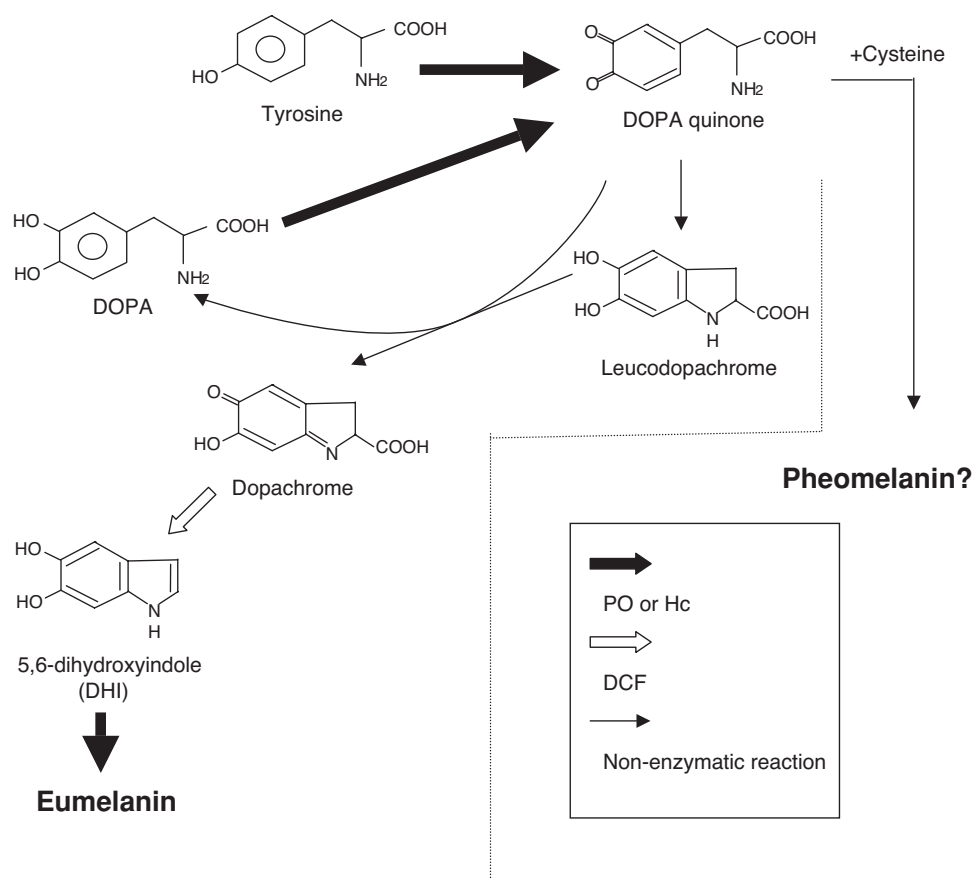 COOH
HO
NH2
Tyrosine
O
O
COOH
NH2
DOPA quinone
+Cysteine
HO
HO
COOH
NH2
DOPA
HO
HO
N
H
COOH
Leucodopachrome
O
HO
N
COOH
Dopachrome
Pheomelanin?
HO
HO
N
H
5,6-dihydroxyindole
(DHI)
Eumelanin
PO or Hc
DCF
Non-enzymatic reaction